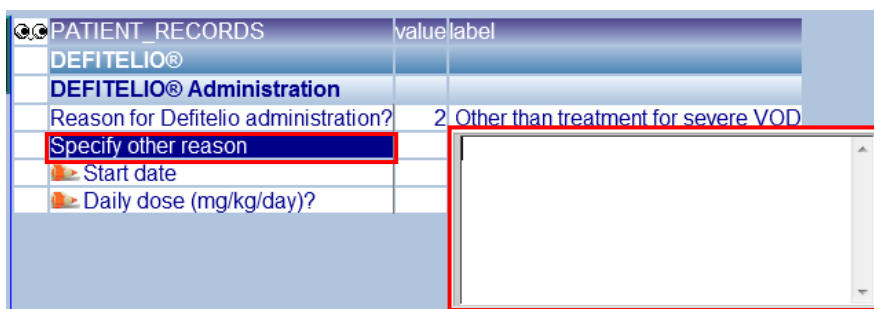 PATIENT_RECORDS value label
DEFITELIO®
DEFITELIO® Administration
Reason for Defitelio administration? 2 Other than treatment for severe VOD
Specify other reason
Start date
Daily dose (mg/kg/day)?